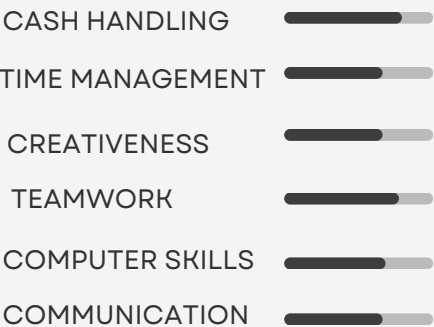 CASH HANDLING
TIME MANAGEMENT
CREATIVENESS
TEAMWORK
COMPUTER SKILLS
COMMUNICATION